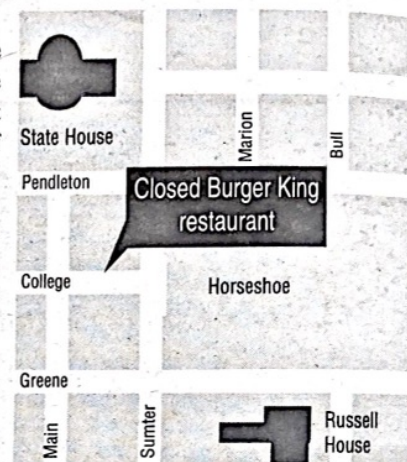 State House
Marion
Bull
Pendleton
Closed Burger King
restaurant
College
Horseshoe
Greene
Main
Sumter
Russell
House